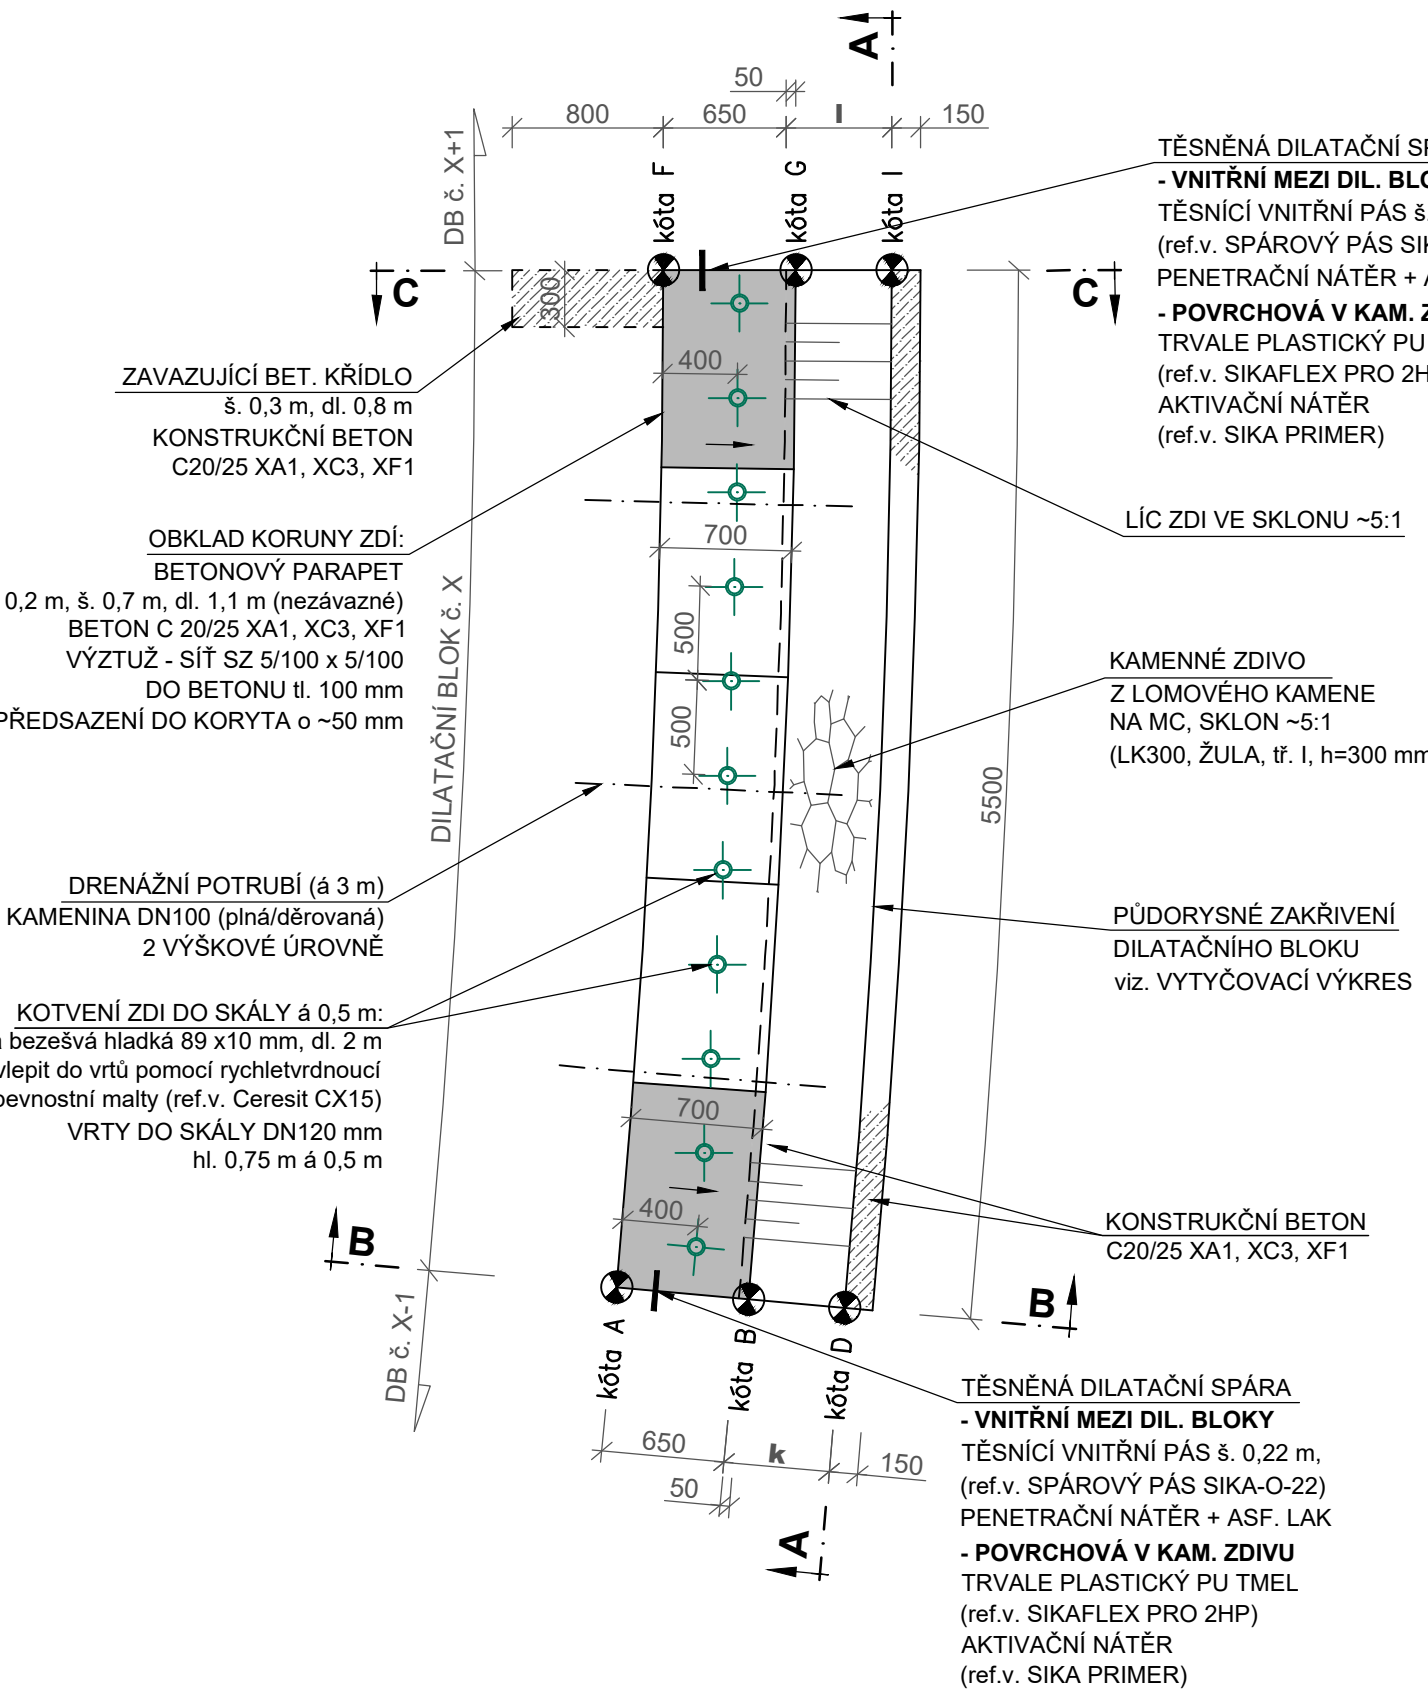 A
50
800
650
l
150
DB č. X+1
kóta F
kóta G
kóta I
TĚSNĚNÁ DILATAČNÍ
- VNITŘNÍ MEZI DIL.
TĚSNÍCÍ VNITŘNÍ PÁS š.
(ref.v. SPÁROVÝ PÁS
PENETRAČNÍ NÁTĚR +
- POVRCHOVÁ V KAM.
TRVALE PLASTICKÝ PU
(ref.v. SIKAFLEX PRO
AKTIVAČNÍ NÁTĚR
(ref.v. SIKA PRIMER)
C
C
300
400
ZAVAZUJÍCÍ BET. KŘÍDLO
š. 0,3 m, dl. 0,8 m
KONSTRUKČNÍ BETON
C20/25 XA1, XC3, XF1
LÍC ZDI VE SKLONU ~5:1
OBKLAD KORUNY ZDÍ:
BETONOVÝ PARAPET
0,2 m, š. 0,7 m, dl. 1,1 m (nezávazné)
BETON C 20/25 XA1, XC3, XF1
VÝZTUŽ - SÍŤ SZ 5/100 x 5/100
DO BETONU tl. 100 mm
PŘEDSAZENÍ DO KORYTA o ~50 mm
DILATAČNÍ BLOK č. X
700
500
500
5500
KAMENNÉ ZDIVO
Z LOMOVÉHO KAMENE
NA MC, SKLON ~5:1
(LK300, ŽULA, tř. I, h=300 mm
DRENÁŽNÍ POTRUBÍ (á 3 m)
KAMENINA DN100 (plná/děrovaná)
2 VÝŠKOVÉ ÚROVNĚ
PŮDORYSNÉ ZAKŘIVENÍ
DILATAČNÍHO BLOKU
viz. VYTYČOVACÍ VÝKRES
KOTVENÍ ZDI DO SKÁLY á 0,5 m:
bezešvá hladká 89 x10 mm, dl. 2 m
vlepit do vrtů pomocí rychletvrdnoucí
pevnostní malty (ref.v. Ceresit CX15)
VRTY DO SKÁLY DN120 mm
hl. 0,75 m á 0,5 m
700
400
KONSTRUKČNÍ BETON
C20/25 XA1, XC3, XF1
B
B
DB č. X-1
kóta A
kóta B
kóta D
650
k
150
50
A
TĚSNĚNÁ DILATAČNÍ SPÁRA
- VNITŘNÍ MEZI DIL. BLOKY
TĚSNÍCÍ VNITŘNÍ PÁS š. 0,22 m,
(ref.v. SPÁROVÝ PÁS SIKA-O-22)
PENETRAČNÍ NÁTĚR + ASF. LAK
- POVRCHOVÁ V KAM. ZDIVU
TRVALE PLASTICKÝ PU TMEL
(ref.v. SIKAFLEX PRO 2HP)
AKTIVAČNÍ NÁTĚR
(ref.v. SIKA PRIMER)